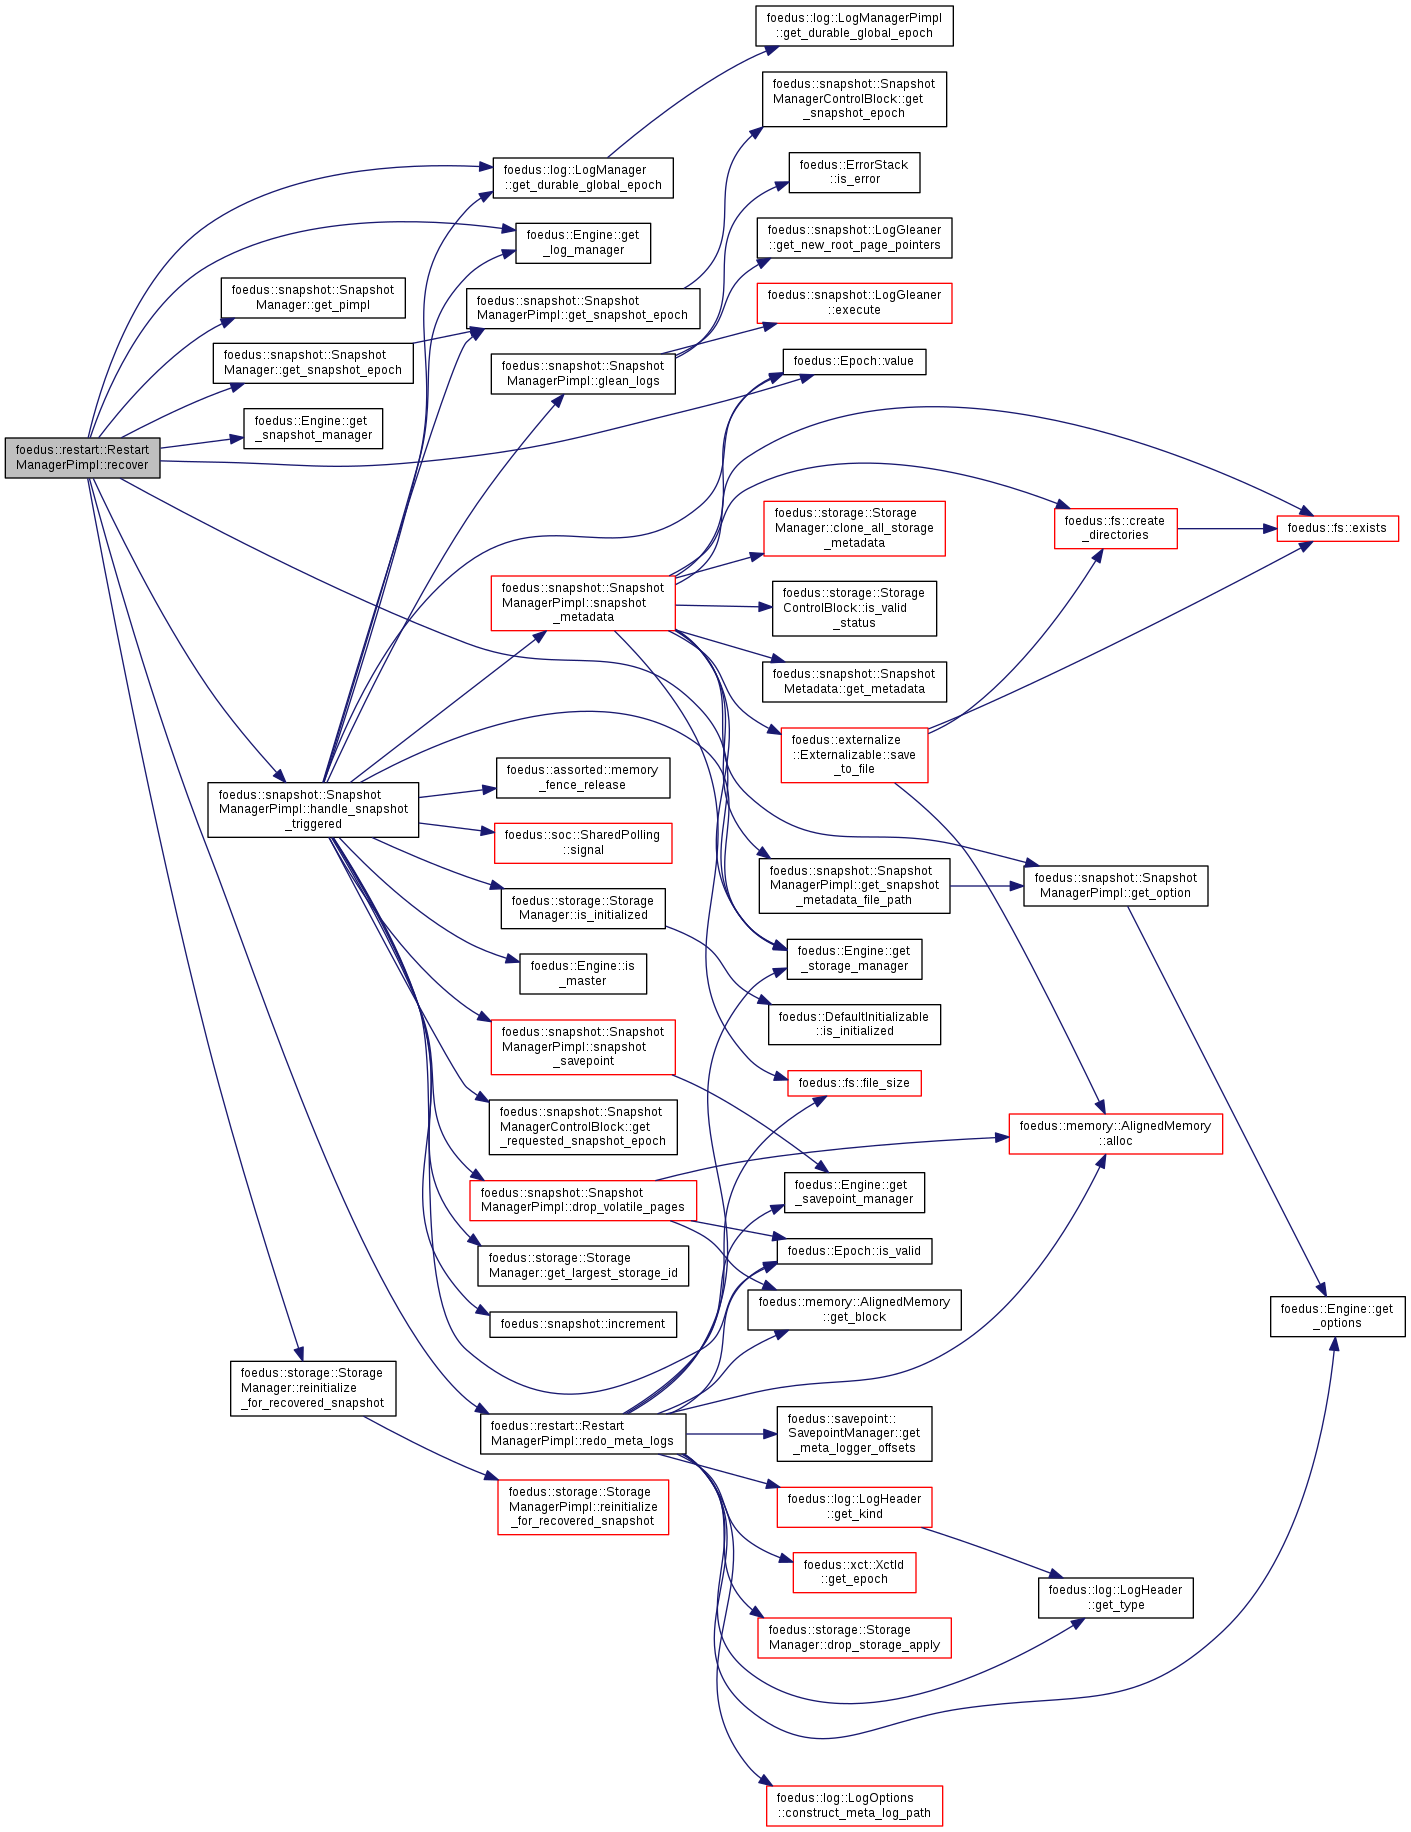 foedus::log::LogManagerPimpl
::get_durable_global_epoch
foedus::snapshot::Snapshot
ManagerControlBlock::get
_snapshot_epoch
foedus::ErrorStack
::is_error
foedus::log::LogManager
::get_durable_global_epoch
foedus::snapshot::LogGleaner
::get_new_root_page_pointers
foedus::Engine::get
_log_manager
foedus::snapshot::Snapshot
Manager::get_pimpl
foedus::snapshot::Snapshot
ManagerPimpl::get_snapshot_epoch
foedus::snapshot::LogGleaner
::execute
foedus::snapshot::Snapshot
Manager::get_snapshot_epoch
foedus::snapshot::Snapshot
ManagerPimpl::glean_logs
foedus::Epoch::value
foedus::Engine::get
_snapshot_manager
foedus::restart::Restart
ManagerPimpl::recover
foedus::storage::Storage
Manager::clone_all_storage
_metadata
foedus::fs::create
_directories
foedus::fs::exists
foedus::snapshot::Snapshot
ManagerPimpl::snapshot
_metadata
foedus::storage::Storage
ControlBlock::is_valid
_status
foedus::snapshot::Snapshot
Metadata::get_metadata
foedus::externalize
::Externalizable::save
_to_file
foedus::assorted::memory
_fence_release
foedus::snapshot::Snapshot
ManagerPimpl::handle_snapshot
_triggered
foedus::soc::SharedPolling
::signal
foedus::snapshot::Snapshot
ManagerPimpl::get_snapshot
_metadata_file_path
foedus::snapshot::Snapshot
ManagerPimpl::get_option
foedus::storage::Storage
Manager::is_initialized
foedus::Engine::get
_storage_manager
foedus::Engine::is
_master
foedus::DefaultInitializable
::is_initialized
foedus::snapshot::Snapshot
ManagerPimpl::snapshot
_savepoint
foedus::fs::file_size
foedus::snapshot::Snapshot
ManagerControlBlock::get
_requested_snapshot_epoch
foedus::memory::AlignedMemory
::alloc
foedus::snapshot::Snapshot
ManagerPimpl::drop_volatile_pages
foedus::Engine::get
_savepoint_manager
foedus::Epoch::is_valid
foedus::storage::Storage
Manager::get_largest_storage_id
foedus::memory::AlignedMemory
::get_block
foedus::Engine::get
_options
foedus::snapshot::increment
foedus::storage::Storage
Manager::reinitialize
_for_recovered_snapshot
foedus::restart::Restart
ManagerPimpl::redo_meta_logs
foedus::savepoint::
SavepointManager::get
_meta_logger_offsets
foedus::storage::Storage
ManagerPimpl::reinitialize
_for_recovered_snapshot
foedus::log::LogHeader
::get_kind
foedus::xct::XctId
::get_epoch
foedus::log::LogHeader
::get_type
foedus::storage::Storage
Manager::drop_storage_apply
foedus::log::LogOptions
::construct_meta_log_path